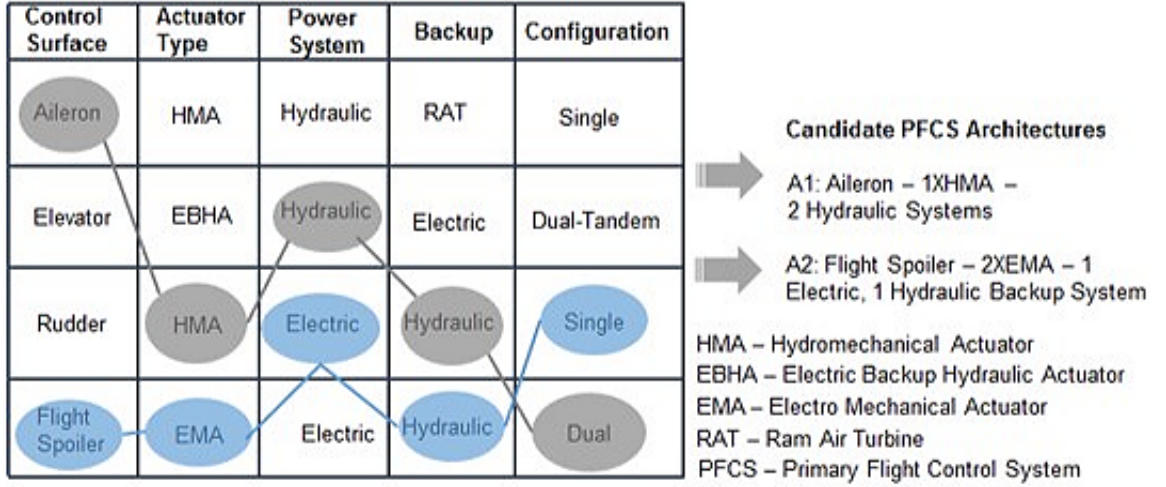 Control Surface
Actuator Type
Power System
Backup
Configuration
Aileron
HMA
Hydraulic
RAT
Single
Elevator
EBHA
Hydraulic
Electric
Dual-Tandem
Rudder
HMA
Electric
Hydraulic
Single
Flight Spoiler
EMA
Electric
Hydraulic
Dual
Candidate PFCS Architectures
A1: Aileron – 1XHMA –
2 Hydraulic Systems
A2: Flight Spoiler – 2XEMA – 1
Electric, 1 Hydraulic Backup System
HMA – Hydromechanical Actuator
EBHA – Electric Backup Hydraulic Actuator
EMA – Electro Mechanical Actuator
RAT – Ram Air Turbine
PFCS – Primary Flight Control System